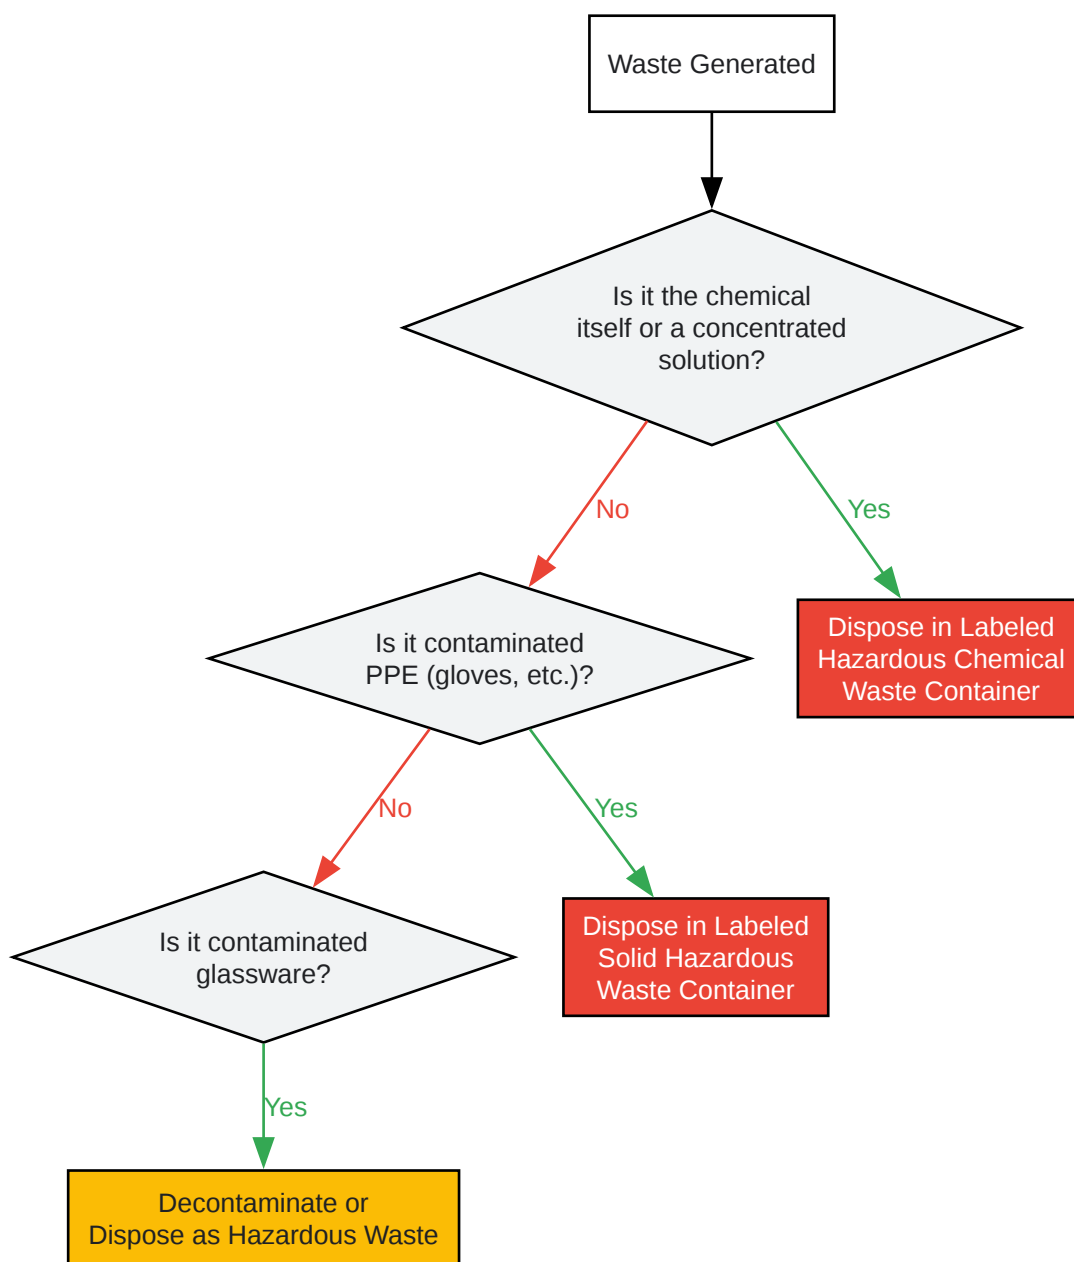 Waste Generated
Is it the chemical
itself or a concentrated
solution?
No
Yes
Is it contaminated
PPE (gloves, etc.)?
Dispose in Labeled
Hazardous Chemical
Waste Container
No
Yes
Is it contaminated
glassware?
Dispose in Labeled
Solid Hazardous
Waste Container
Yes
Decontaminate or
Dispose as Hazardous Waste